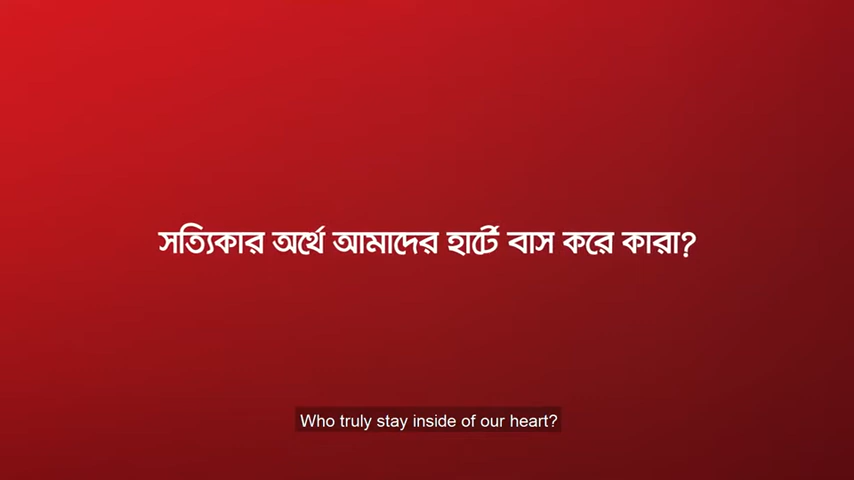 সত্যিকার অর্থে আমাদের হার্টে বাস করে কারা?
Who truly stay inside of our heart?